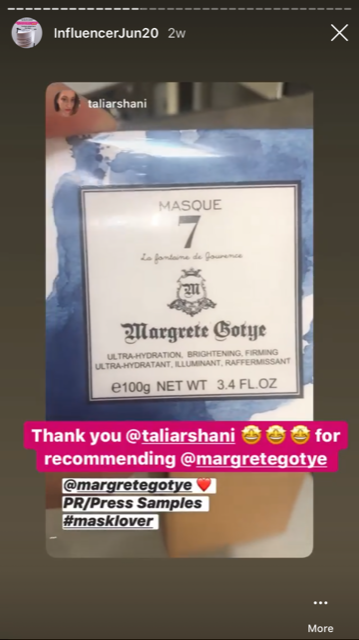 InfluencerJun20 2w
taliarshani
MASQUE
7
La fontaine de Jouvence
M
Margrete Gotye
ULTRA-HYDRATION, BRIGHTENING, FIRMING
ULTRA-HYDRATANT, ILLUMINANT, RAFFERMISSANT
℮100g NET WT 3.4 FL.OZ
Thank you @taliarshani 🤩🤩🤩 for
recommending @margretegotye
@margretegotye ❤️
PR/Press Samples
#masklover
More